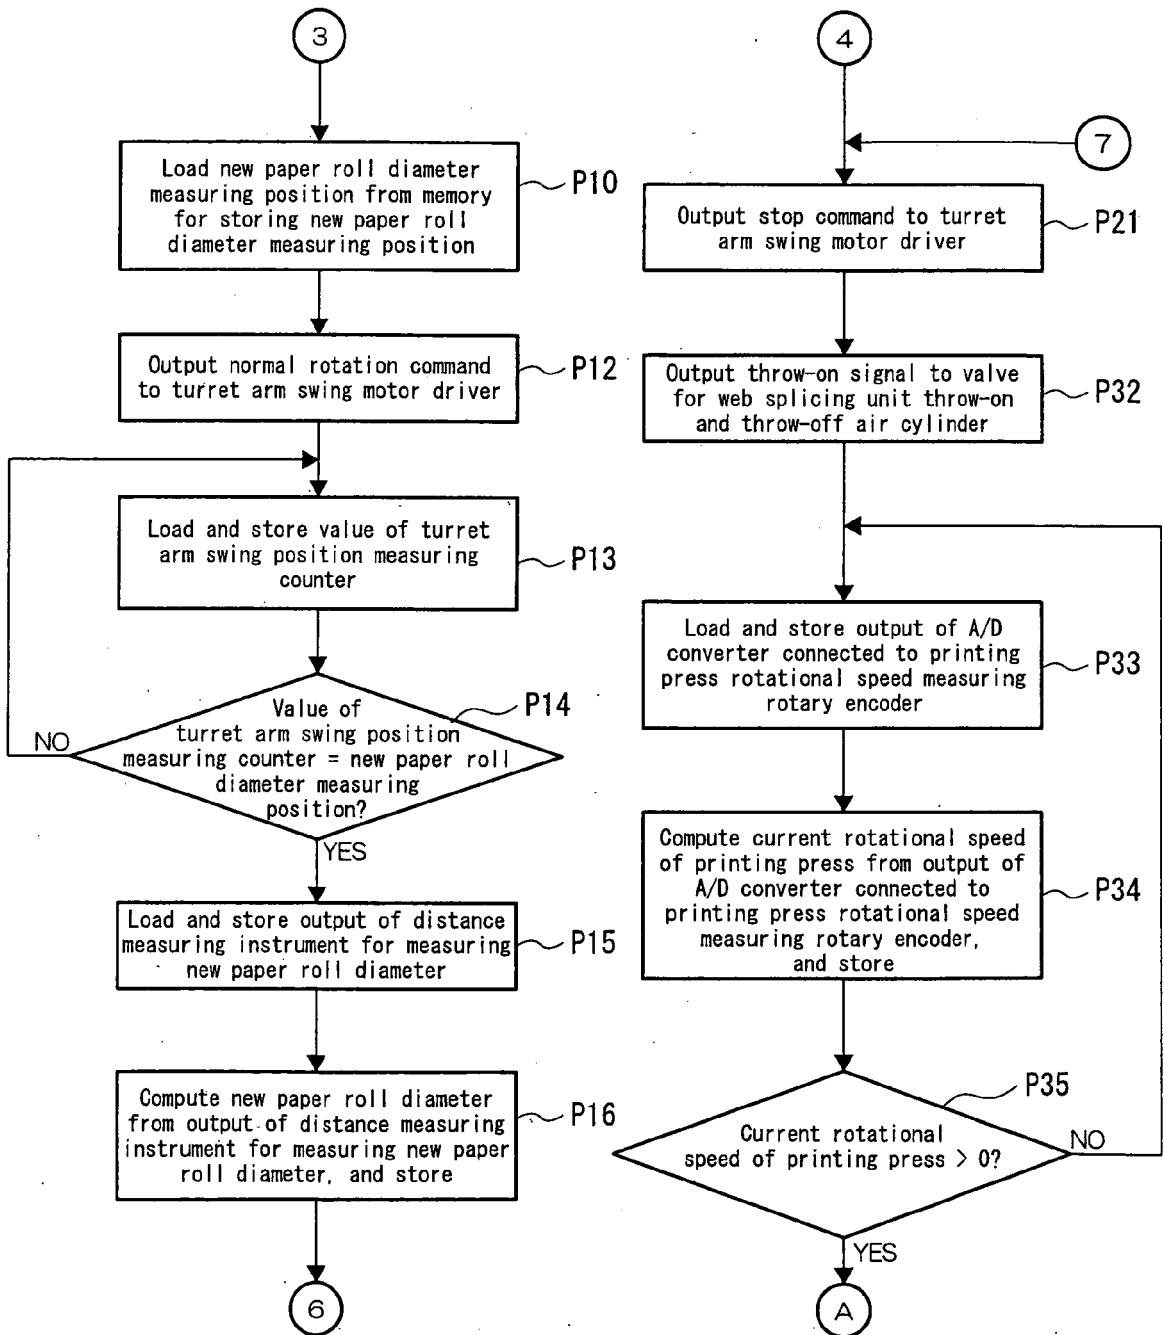 3
Load new paper roll diameter
measuring position from memory
for storing new paper roll
diameter measuring position
P10
Output normal rotation command
to turret arm swing motor driver
P12
Load and store value of turret
arm swing position measuring
counter
P13
Value of
turret arm swing position
measuring counter = new paper roll
diameter measuring
position?
P14
NO
YES
Load and store output of distance
measuring instrument for measuring
new paper roll diameter
P15
Compute new paper roll diameter
from output of distance measuring
instrument for measuring new paper
roll diameter, and store
P16
6
4
7
Output stop command to turret
arm swing motor driver
P21
Output throw-on signal to valve
for web splicing unit throw-on
and throw-off air cylinder
P32
Load and store output of A/D
converter connected to printing
press rotational speed measuring
rotary encoder
P33
Compute current rotational speed
of printing press from output of
A/D converter connected to
printing press rotational speed
measuring rotary encoder,
and store
P34
Current rotational
speed of printing press > 0?
P35
NO
YES
A